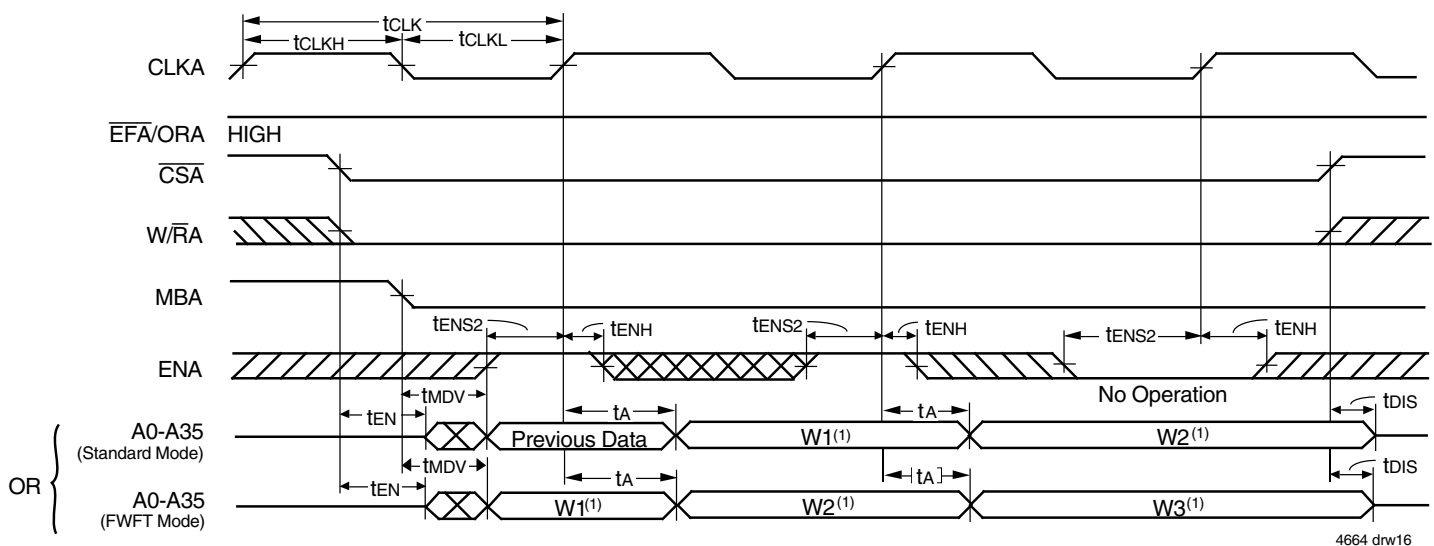 tCLK
tCLKH tCLKL
CLKA
EFA/ORA HIGH
CSA
W/RA
MBA
tENS2 tENH tENS2 tENH tENS2 tENH
ENA
No Operation
tMDV
tEN tA tA tDIS
A0-A35 Previous Data W1(1) W2(1)
(Standard Mode)
OR
tMDV
tEN tA tA tDIS
A0-A35 W1(1) W2(1) W3(1)
(FWFT Mode)
4664 drw16